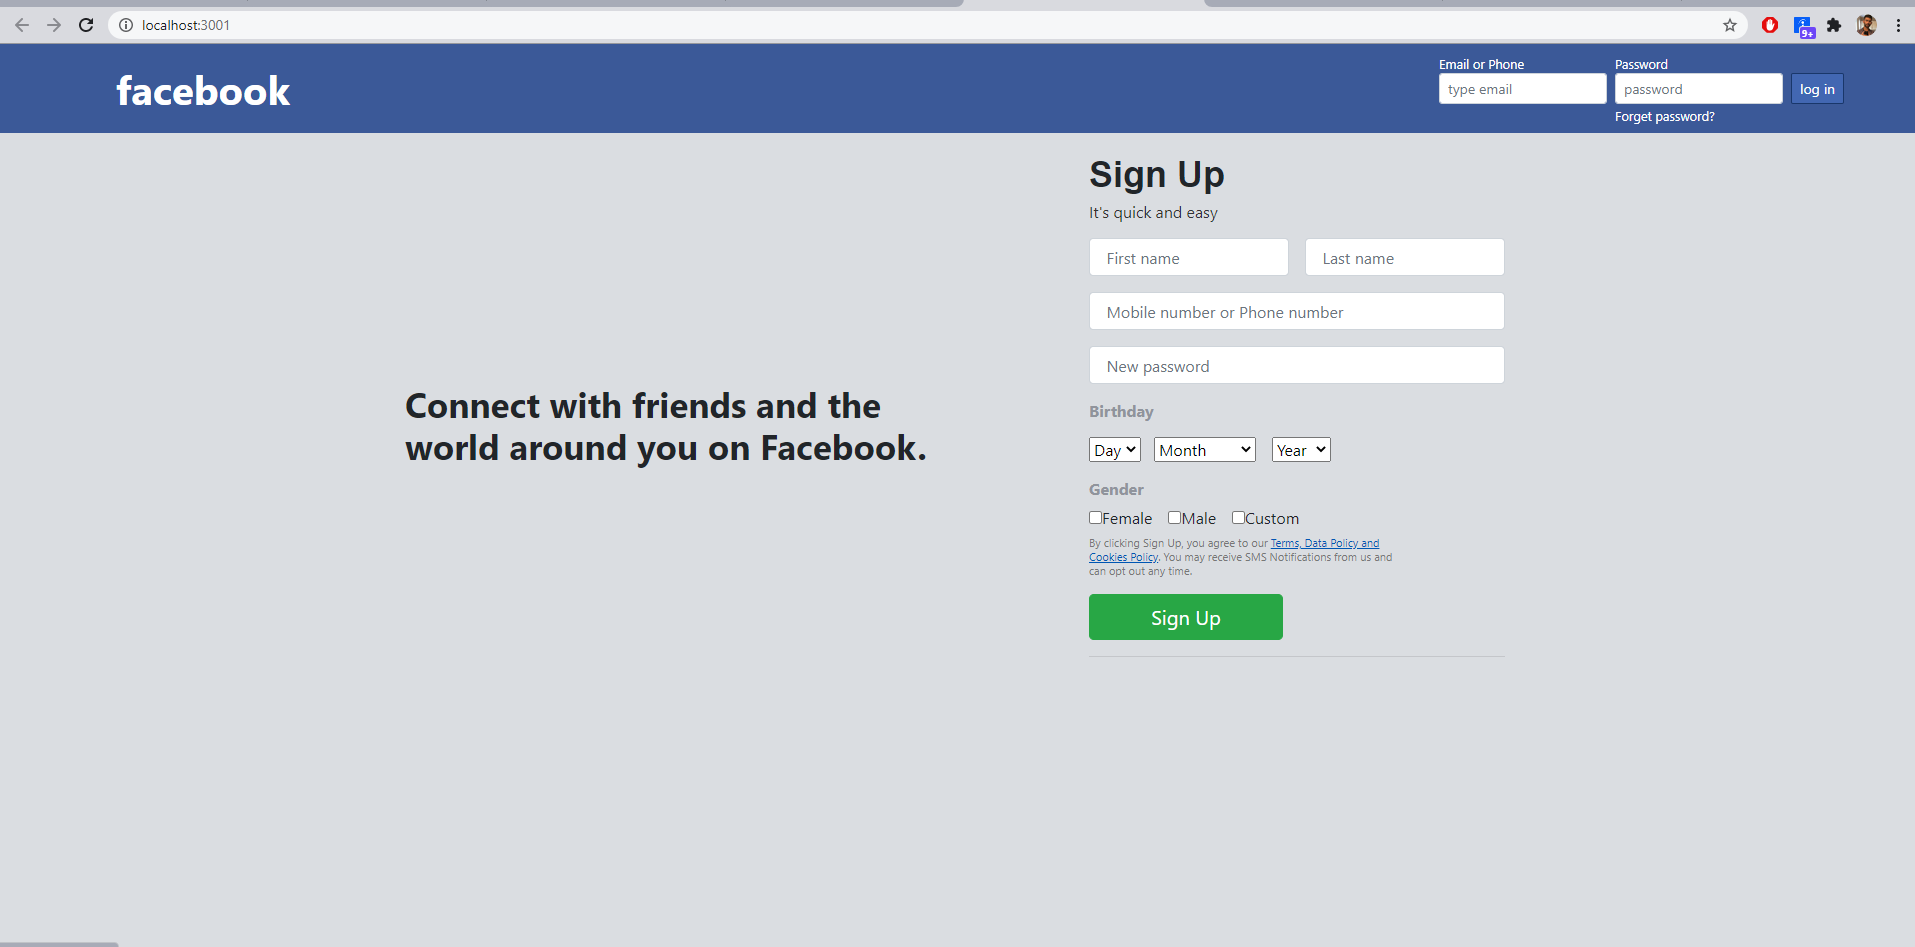 localhost:3001
9+
facebook
Email or Phone
Password
type email
password
log in
Forget password?
Sign Up
It's quick and easy
First name
Last name
Mobile number or Phone number
New password
Connect with friends and the
world around you on Facebook.
Birthday
Day
Month
Year
Gender
Female
Male
Custom
By clicking Sign Up, you agree to our Terms, Data Policy and
Cookies Policy. You may receive SMS Notifications from us and
can opt out any time.
Sign Up